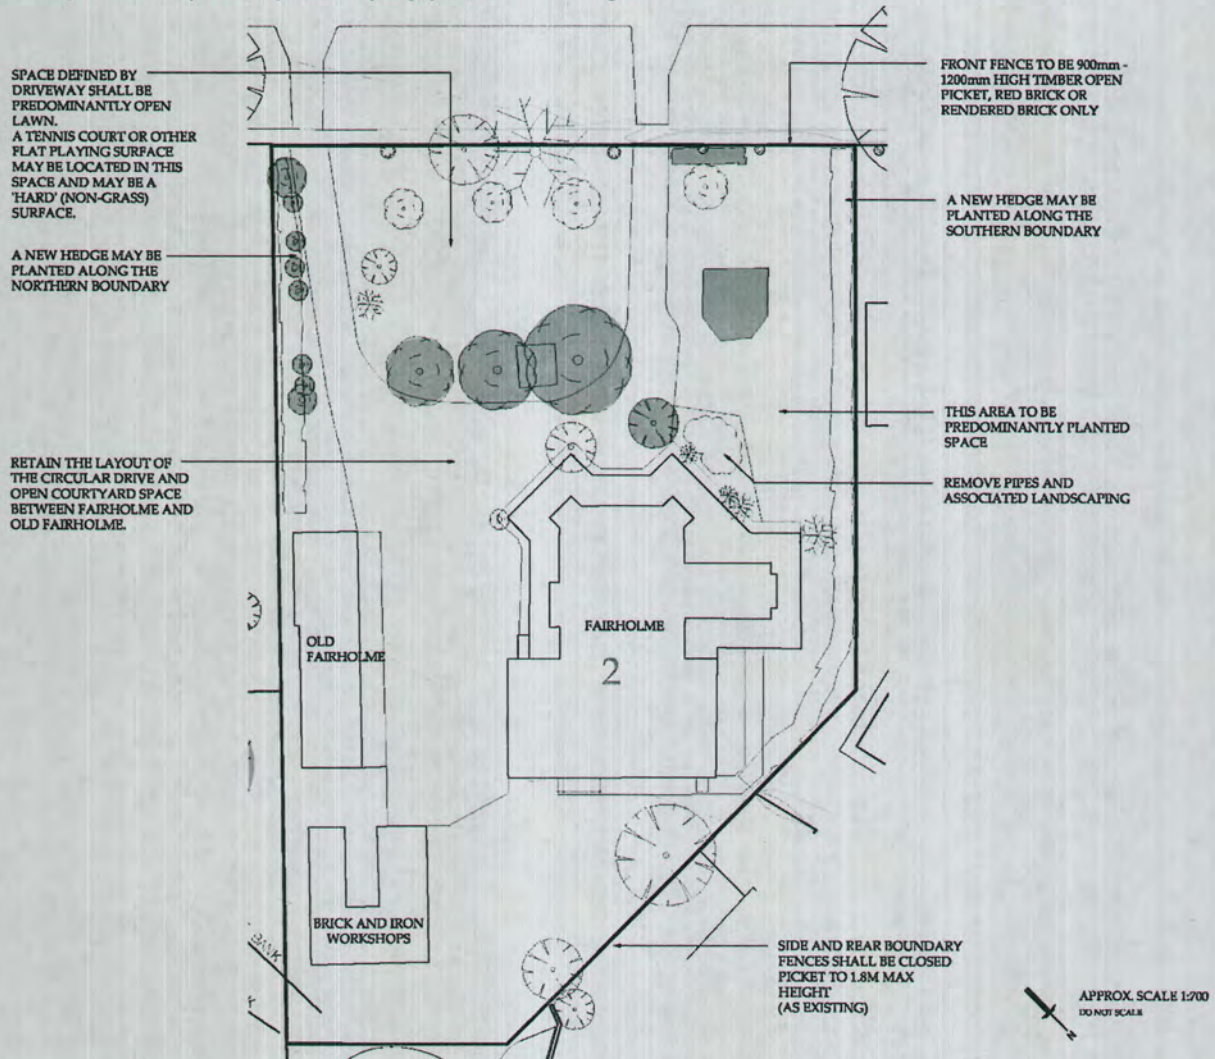 SPACE DEFINED BY
DRIVEWAY SHALL BE
PREDOMINANTLY OPEN
LAWN.
A TENNIS COURT OR OTHER
FLAT PLAYING SURFACE
MAY BE LOCATED IN THIS
SPACE AND MAY BE A
'HARD' (NON-GRASS)
SURFACE.
A NEW HEDGE MAY BE
PLANTED ALONG THE
NORTHERN BOUNDARY
RETAIN THE LAYOUT OF
THE CIRCULAR DRIVE AND
OPEN COURTYARD SPACE
BETWEEN FAIRHOLME AND
OLD FAIRHOLME.
FRONT FENCE TO BE 900mm -
1200mm HIGH TIMBER OPEN
PICKET, RED BRICK OR
RENDERED BRICK ONLY
A NEW HEDGE MAY BE
PLANTED ALONG THE
SOUTHERN BOUNDARY
THIS AREA TO BE
PREDOMINANTLY PLANTED
SPACE
REMOVE PIPES AND
ASSOCIATED LANDSCAPING
OLD
FAIRHOLME
FAIRHOLME
2
BRICK AND IRON
WORKSHOPS
BANK
SIDE AND REAR BOUNDARY
FENCES SHALL BE CLOSED
PICKET TO 1.8M MAX
HEIGHT
(AS EXISTING)
N
APPROX. SCALE 1:700
DO NOT SCALE